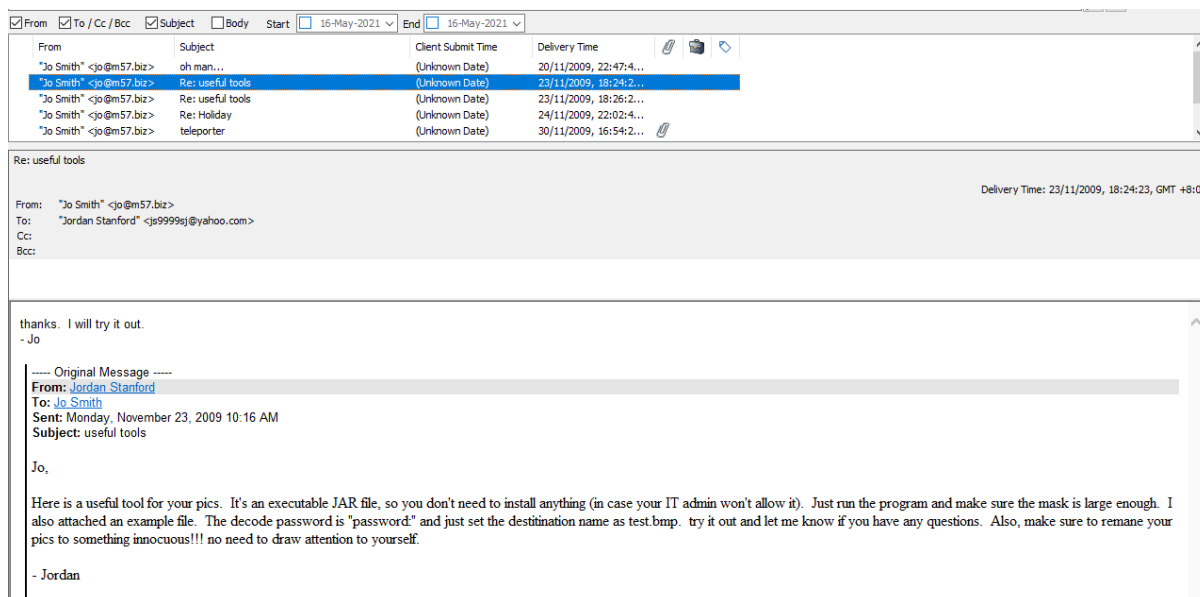 From To / Cc / Bcc Subject Body Start 16-May-2021 End 16-May-2021
From Subject Client Submit Time Delivery Time
"Jo Smith" <jo@m57.biz> oh man... (Unknown Date) 20/11/2009, 22:47:4...
"Jo Smith" <jo@m57.biz> Re: useful tools (Unknown Date) 23/11/2009, 18:24:2...
"Jo Smith" <jo@m57.biz> Re: useful tools (Unknown Date) 23/11/2009, 18:26:2...
"Jo Smith" <jo@m57.biz> Re: Holiday (Unknown Date) 24/11/2009, 22:02:4...
"Jo Smith" <jo@m57.biz> teleporter (Unknown Date) 30/11/2009, 16:54:2...
Re: useful tools
Delivery Time: 23/11/2009, 18:24:23, GMT +8:0
From: "Jo Smith" <jo@m57.biz>
To: "Jordan Stanford" <js9999sj@yahoo.com>
Cc:
Bcc:
thanks. I will try it out.
- Jo
----- Original Message -----
From: Jordan Stanford
To: Jo Smith
Sent: Monday, November 23, 2009 10:16 AM
Subject: useful tools
Jo,
Here is a useful tool for your pics. It's an executable JAR file, so you don't need to install anything (in case your IT admin won't allow it). Just run the program and make sure the mask is large enough. I
also attached an example file. The decode password is "password:" and just set the destitination name as test.bmp. try it out and let me know if you have any questions. Also, make sure to remane your
pics to something innocuous!!! no need to draw attention to yourself.
- Jordan